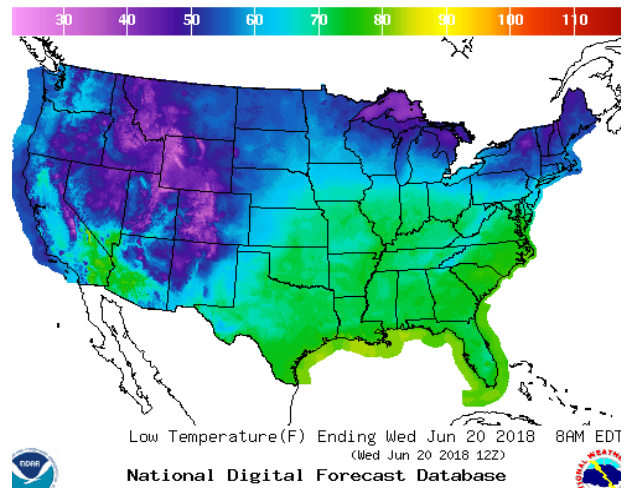 30 40 50 60 70 80 90 100 110
Low Temperature(F) Ending Wed Jun 20 2018 8AM EDT
(Wed Jun 20 2018 12Z)
National Digital Forecast Database
NOAA